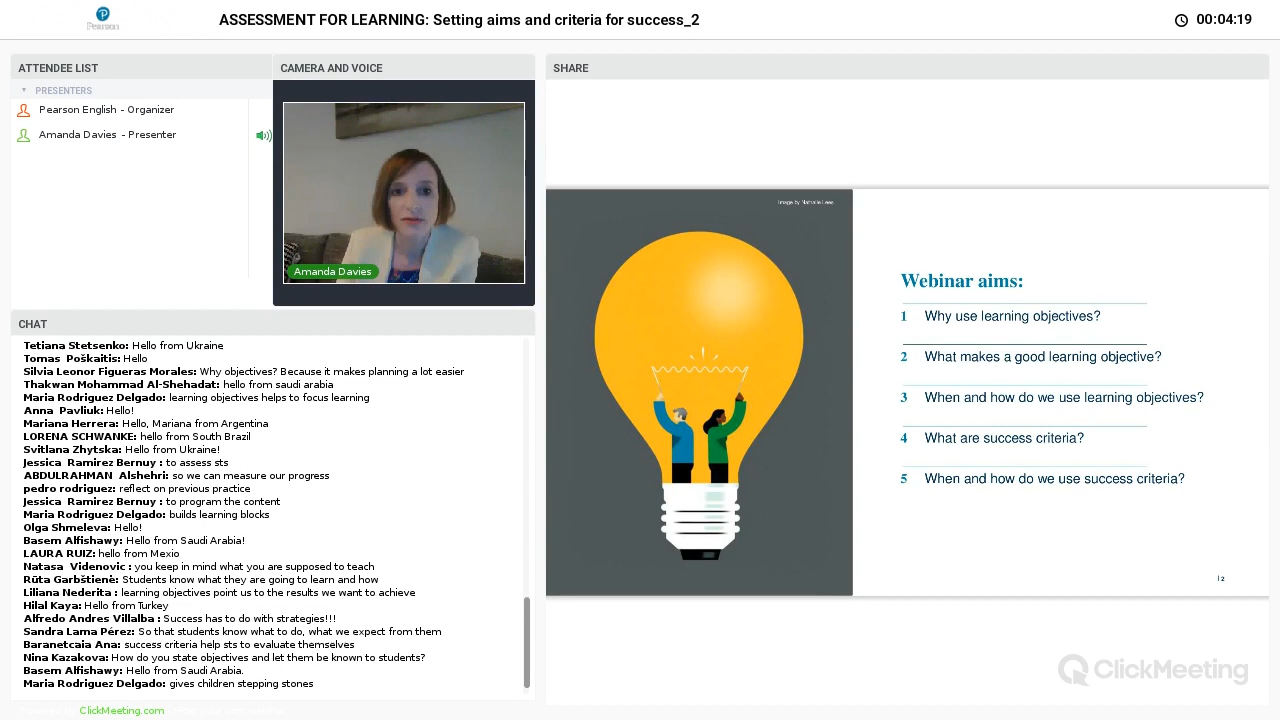 Pearson
ASSESSMENT FOR LEARNING: Setting aims and criteria for success_2
00:04:19
ATTENDEE LIST
PRESENTERS
Pearson English - Organizer
Amanda Davies - Presenter
CAMERA AND VOICE
Amanda Davies
CHAT
Tetiana Stetsenko: Hello from Ukraine
Tomas Poškaitis: Hello
Silvia Leonor Figueras Morales: Why objectives? Because it makes planning a lot easier
Thakwan Mohammad Al-Shehadat: hello from saudi arabia
Maria Rodriguez Delgado: learning objectives helps to focus learning
Anna Pavliuk: Hello!
Mariana Herrera: Hello, Mariana from Argentina
LORENA SCHWANKE: hello from South Brazil
Svitlana Zhytska: Hello from Ukraine!
Jessica Ramirez Bernuy : to assess sts
ABDULRAHMAN Alshehri: so we can measure our progress
pedro rodriguez: reflect on previous practice
Jessica Ramirez Bernuy : to program the content
Maria Rodriguez Delgado: builds learning blocks
Olga Shmeleva: Hello!
Basem Alfishawy: Hello from Saudi Arabia!
LAURA RUIZ: hello from Mexio
Natasa Videnovic : you keep in mind what you are supposed to teach
Rūta Garbštienė: Students know what they are going to learn and how
Liliana Nederita : learning objectives point us to the results we want to achieve
Hilal Kaya: Hello from Turkey
Alfredo Andres Villalba : Success has to do with strategies!!!
Sandra Lama Pérez: So that students know what to do, what we expect from them
Baranetcaia Ana: success criteria help sts to evaluate themselves
Nina Kazakova: How do you state objectives and let them be known to students?
Basem Alfishawy: Hello from Saudi Arabia.
Maria Rodriguez Delgado: gives children stepping stones
ClickMeeting.com
SHARE
Image by Nathalie Lees
Webinar aims:
1 Why use learning objectives?
2 What makes a good learning objective?
3 When and how do we use learning objectives?
4 What are success criteria?
5 When and how do we use success criteria?
| 2
ClickMeeting